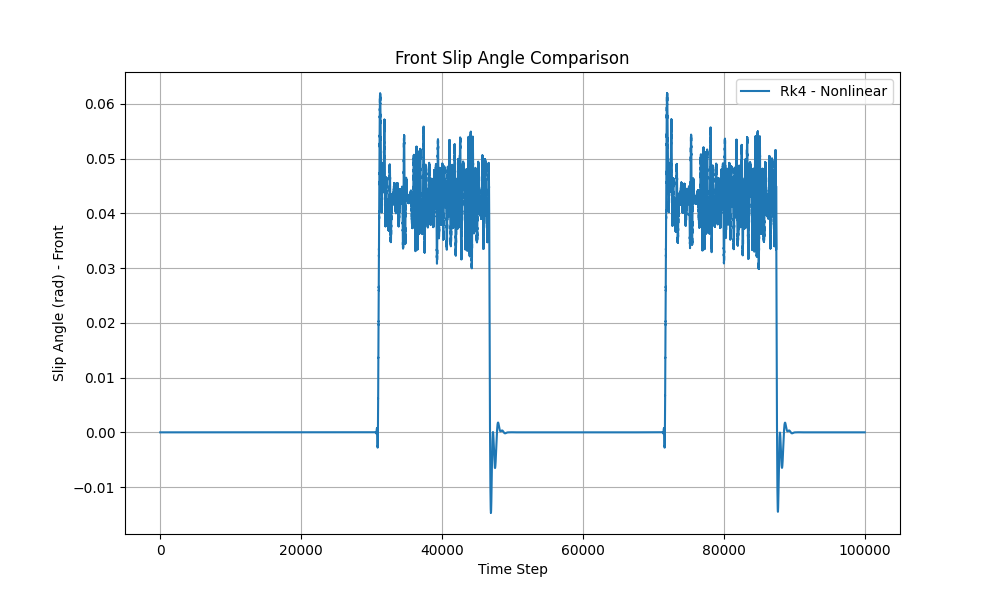 Front Slip Angle Comparison
Rk4 - Nonlinear
Slip Angle (rad) - Front
0.06
0.05
0.04
0.03
0.02
0.01
0.00
−0.01
0 20000 40000 60000 80000 100000
Time Step